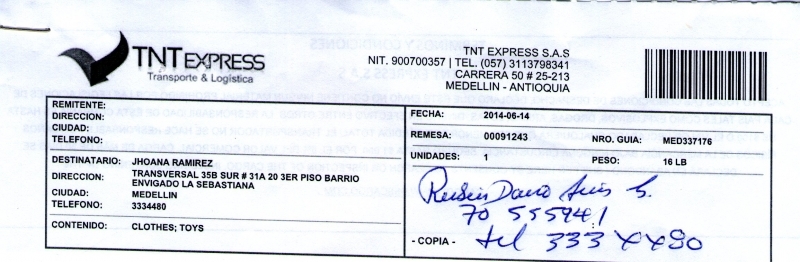 TNT EXPRESS
Transporte & Logística
TNT EXPRESS S.A.S
NIT. 900700357 | TEL. (057) 3113798341
CARRERA 50 # 25-213
MEDELLIN - ANTIOQUIA
REMITENTE:
DIRECCION:
CIUDAD:
TELEFONO:
DESTINATARIO: JHOANA RAMIREZ
DIRECCION: TRANSVERSAL 35B SUR # 31A 20 3ER PISO BARRIO
ENVIGADO LA SEBASTIANA
CIUDAD: MEDELLIN
TELEFONO: 3334480
CONTENIDO: CLOTHES; TOYS
FECHA: 2014-06-14
REMESA: 00091243 NRO. GUIA: MED337176
UNIDADES: 1 PESO: 16 LB
Ruben Dario
70 555941
- COPIA - tel 333 4480